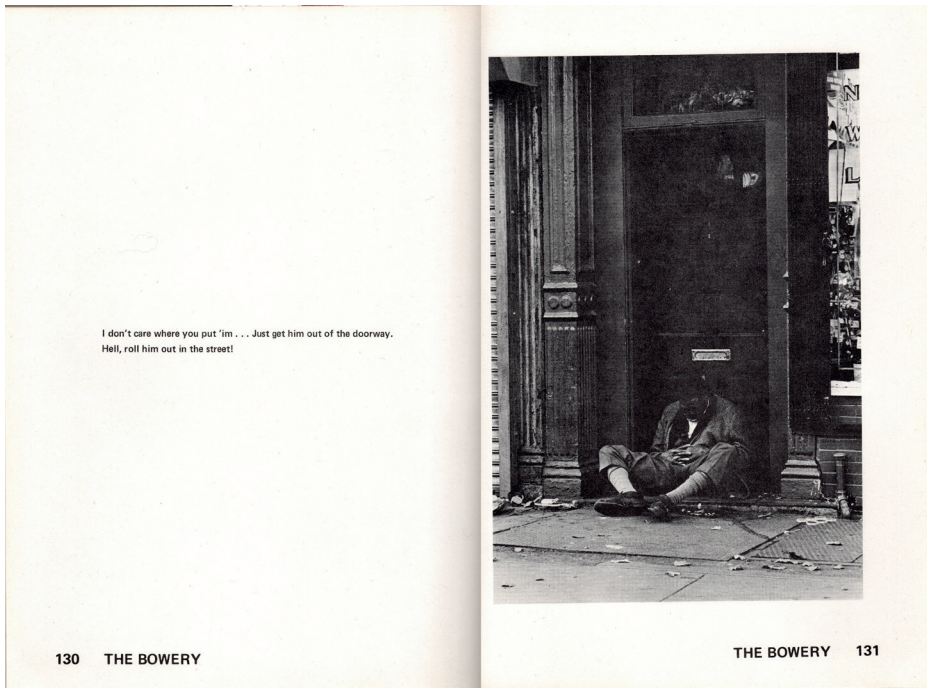 I don't care where you put 'im . . . Just get him out of the doorway.
Hell, roll him out in the street!
130 THE BOWERY
N
W
L
THE BOWERY 131